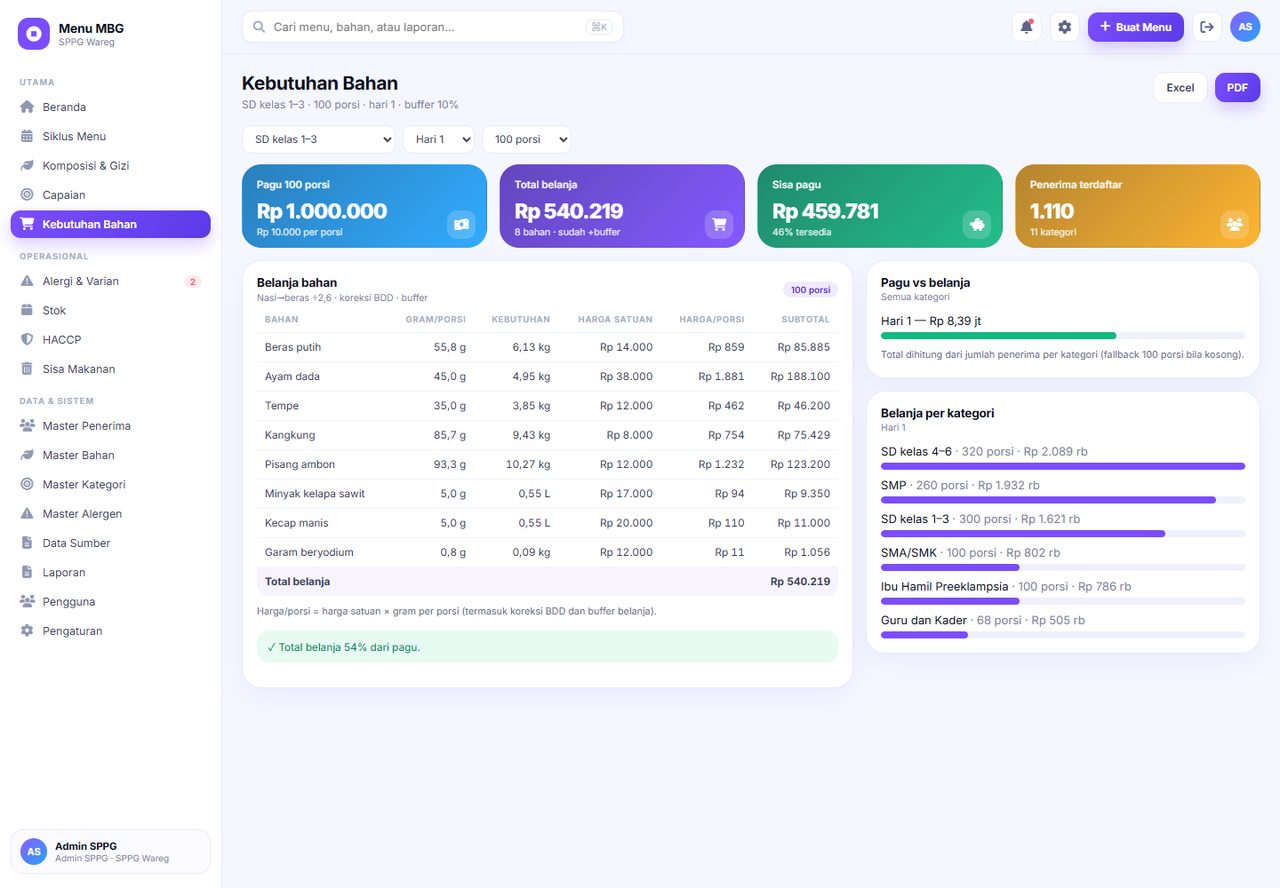 Menu MBG
SPPG Wareg
UTAMA
Beranda
Siklus Menu
Komposisi & Gizi
Capaian
Kebutuhan Bahan
OPERASIONAL
Alergi & Varian 2
Stok
HACCP
Sisa Makanan
DATA & SISTEM
Master Penerima
Master Bahan
Master Kategori
Master Alergen
Data Sumber
Laporan
Pengguna
Pengaturan
AS
Admin SPPG
Admin SPPG · SPPG Wareg
Cari menu, bahan, atau laporan... ⌘K
+ Buat Menu
AS
Kebutuhan Bahan
SD kelas 1–3 · 100 porsi · hari 1 · buffer 10%
Excel PDF
SD kelas 1–3 Hari 1 100 porsi
Pagu 100 porsi
Rp 1.000.000
Rp 10.000 per porsi
Total belanja
Rp 540.219
8 bahan · sudah +buffer
Sisa pagu
Rp 459.781
46% tersedia
Penerima terdaftar
1.110
11 kategori
Belanja bahan
Nasi→beras ÷2,6 · koreksi BDD · buffer
100 porsi
BAHAN GRAM/PORSI KEBUTUHAN HARGA SATUAN HARGA/PORSI SUBTOTAL
Beras putih 55,8 g 6,13 kg Rp 14.000 Rp 859 Rp 85.885
Ayam dada 45,0 g 4,95 kg Rp 38.000 Rp 1.881 Rp 188.100
Tempe 35,0 g 3,85 kg Rp 12.000 Rp 462 Rp 46.200
Kangkung 85,7 g 9,43 kg Rp 8.000 Rp 754 Rp 75.429
Pisang ambon 93,3 g 10,27 kg Rp 12.000 Rp 1.232 Rp 123.200
Minyak kelapa sawit 5,0 g 0,55 L Rp 17.000 Rp 94 Rp 9.350
Kecap manis 5,0 g 0,55 L Rp 20.000 Rp 110 Rp 11.000
Garam beryodium 0,8 g 0,09 kg Rp 12.000 Rp 11 Rp 1.056
Total belanja Rp 540.219
Harga/porsi = harga satuan × gram per porsi (termasuk koreksi BDD dan buffer belanja).
✓ Total belanja 54% dari pagu.
Pagu vs belanja
Semua kategori
Hari 1 — Rp 8,39 jt
Total dihitung dari jumlah penerima per kategori (fallback 100 porsi bila kosong).
Belanja per kategori
Hari 1
SD kelas 4–6 · 320 porsi · Rp 2.089 rb
SMP · 260 porsi · Rp 1.932 rb
SD kelas 1–3 · 300 porsi · Rp 1.621 rb
SMA/SMK · 100 porsi · Rp 802 rb
Ibu Hamil Preeklampsia · 100 porsi · Rp 786 rb
Guru dan Kader · 68 porsi · Rp 505 rb